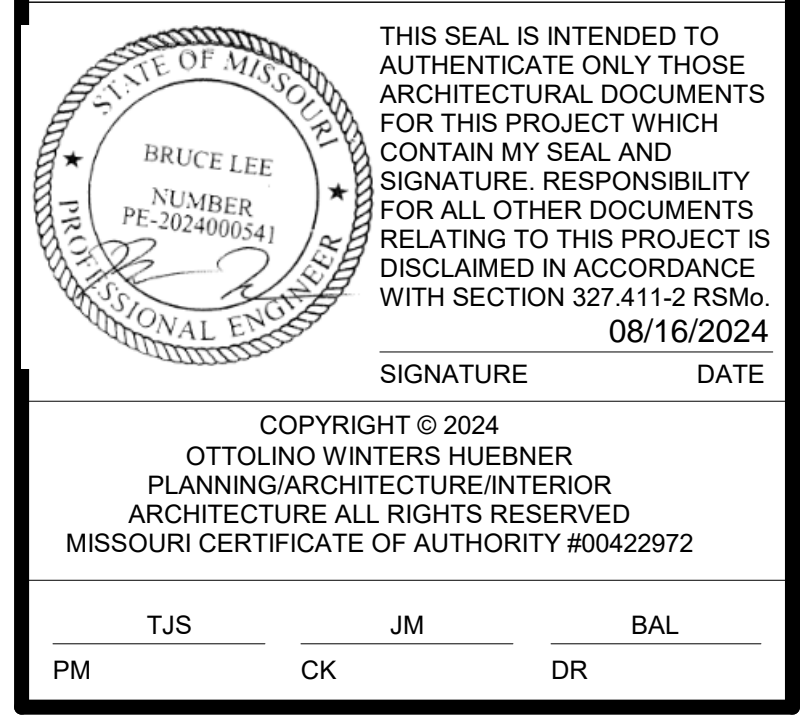 STATE OF MISSOURI
BRUCE LEE
NUMBER
PE-2024000541
PROFESSIONAL ENGINEER
THIS SEAL IS INTENDED TO
AUTHENTICATE ONLY THOSE
ARCHITECTURAL DOCUMENTS
FOR THIS PROJECT WHICH
CONTAIN MY SEAL AND
SIGNATURE. RESPONSIBILITY
FOR ALL OTHER DOCUMENTS
RELATING TO THIS PROJECT IS
DISCLAIMED IN ACCORDANCE
WITH SECTION 327.411-2 RSMo.
08/16/2024
SIGNATURE DATE
COPYRIGHT © 2024
OTTOLINO WINTERS HUEBNER
PLANNING/ARCHITECTURE/INTERIOR
ARCHITECTURE ALL RIGHTS RESERVED
MISSOURI CERTIFICATE OF AUTHORITY #00422972
TJS JM BAL
PM CK DR